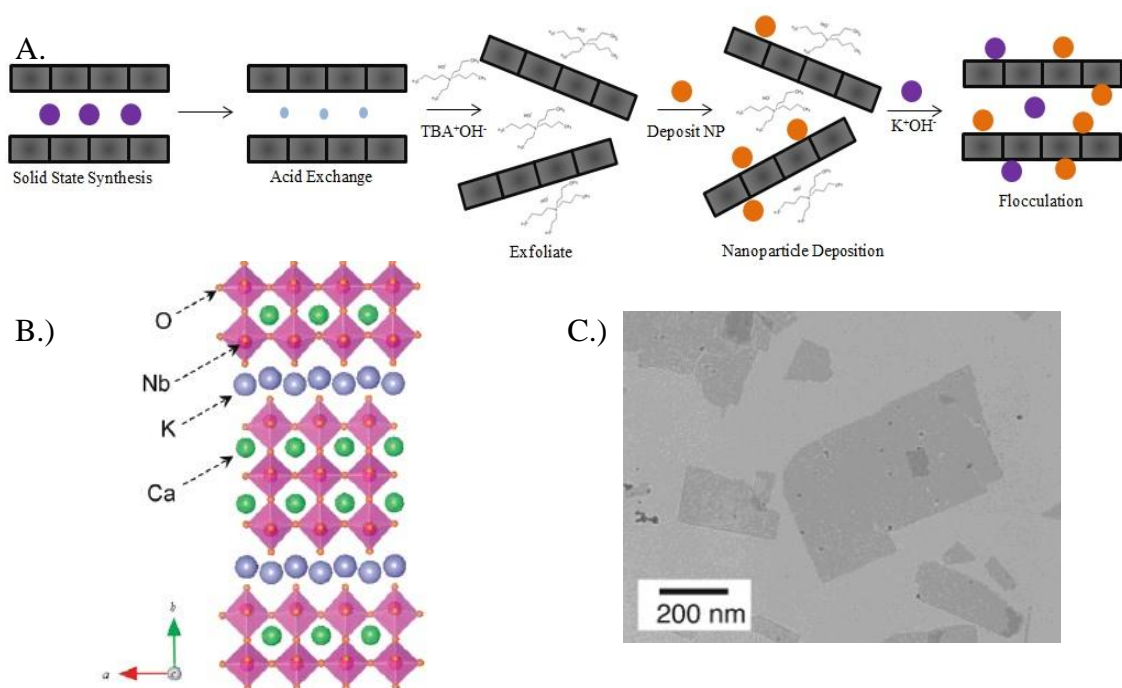 A.
TBA⁺OH⁻
Deposit NP
K⁺OH⁻
Solid State Synthesis
Acid Exchange
Exfoliate
Nanoparticle Deposition
Flocculation
B.)
O
Nb
K
Ca
b
a
c
C.)
200 nm